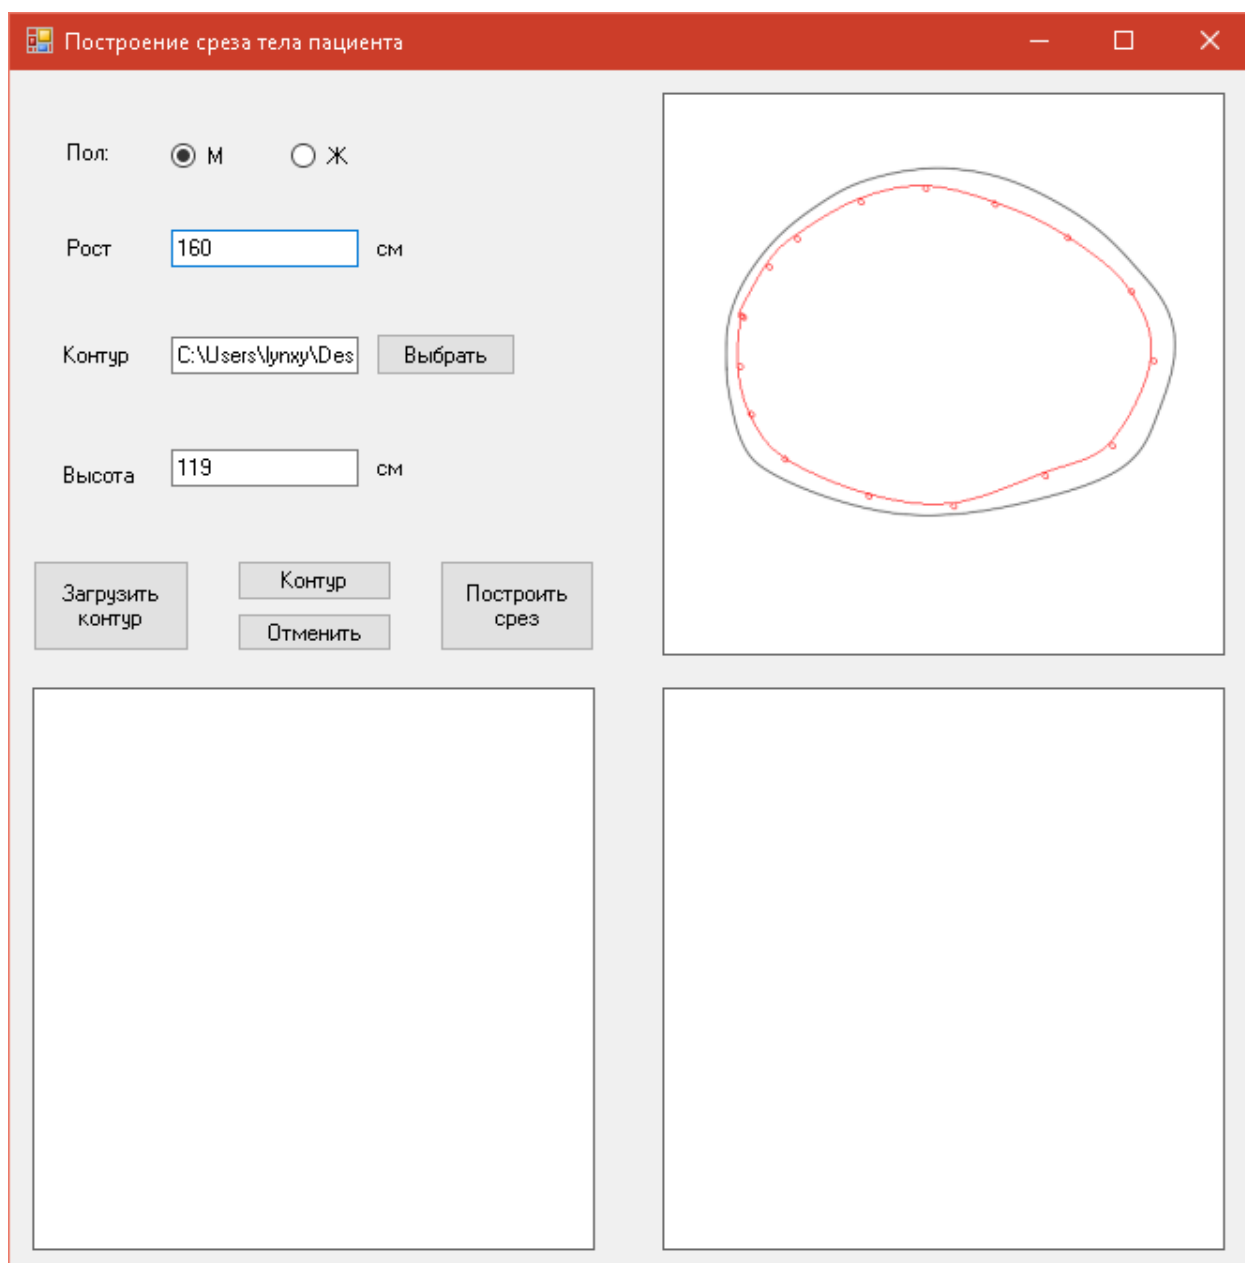 Построение среза тела пациента
Пол: М Ж
Рост 160 см
Контур C:\Users\lynxy\Des Выбрать
Высота 119 см
Загрузить
контур
Контур
Отменить
Построить
срез